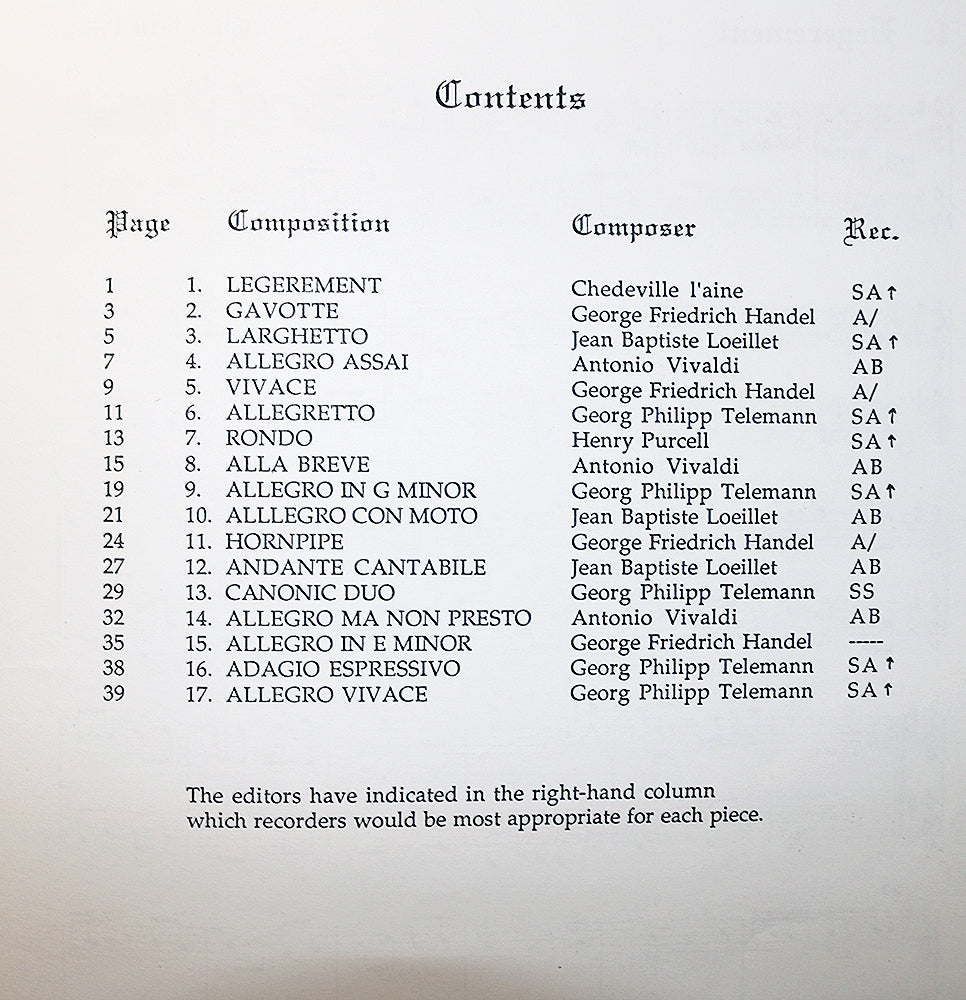 Contents
Page Composition Composer Rec.
1 1. LEGEREMENT Chedeville l'aine SA↑
3 2. GAVOTTE George Friedrich Handel A/
5 3. LARGHETTO Jean Baptiste Loeillet SA↑
7 4. ALLEGRO ASSAI Antonio Vivaldi AB
9 5. VIVACE George Friedrich Handel A/
11 6. ALLEGRETTO Georg Philipp Telemann SA↑
13 7. RONDO Henry Purcell SA↑
15 8. ALLA BREVE Antonio Vivaldi AB
19 9. ALLEGRO IN G MINOR Georg Philipp Telemann SA↑
21 10. ALLLEGRO CON MOTO Jean Baptiste Loeillet AB
24 11. HORNPIPE George Friedrich Handel A/
27 12. ANDANTE CANTABILE Jean Baptiste Loeillet AB
29 13. CANONIC DUO Georg Philipp Telemann SS
32 14. ALLEGRO MA NON PRESTO Antonio Vivaldi AB
35 15. ALLEGRO IN E MINOR George Friedrich Handel -----
38 16. ADAGIO ESPRESSIVO Georg Philipp Telemann SA↑
39 17. ALLEGRO VIVACE Georg Philipp Telemann SA↑
The editors have indicated in the right-hand column
which recorders would be most appropriate for each piece.